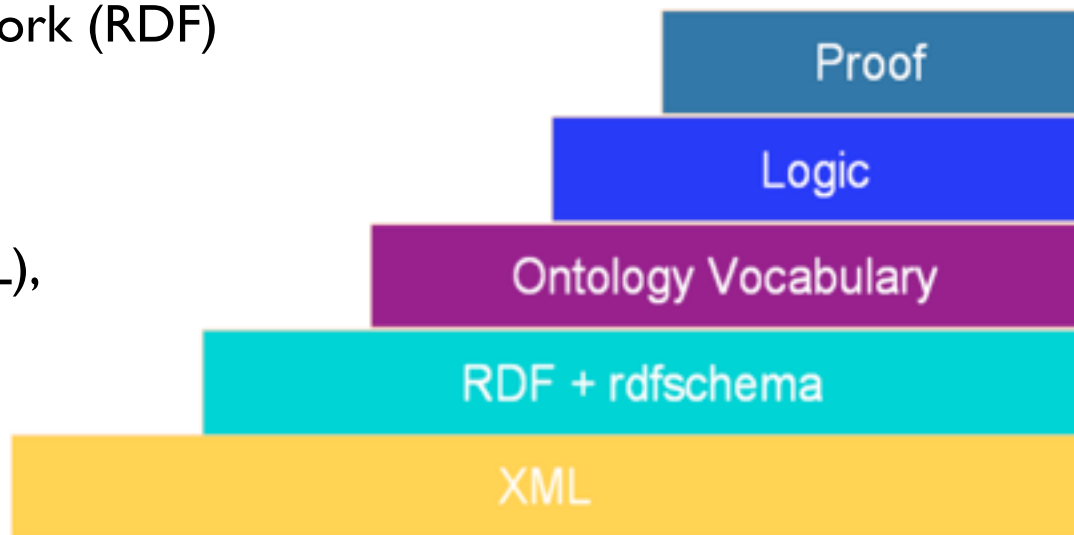 ork (RDF)
Proof
Logic
L),
Ontology Vocabulary
RDF + rdfschema
XML